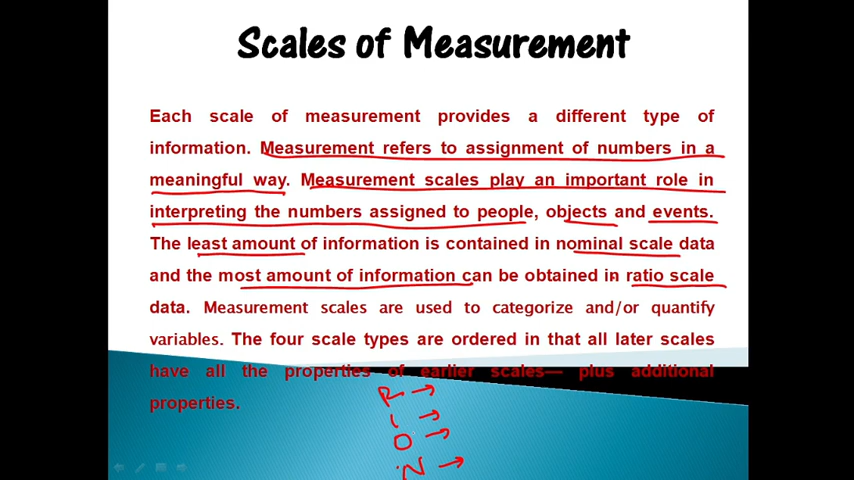 Scales of Measurement
Each scale of measurement provides a different type of
information. Measurement refers to assignment of numbers in a
meaningful way. Measurement scales play an important role in
interpreting the numbers assigned to people, objects and events.
The least amount of information is contained in nominal scale data
and the most amount of information can be obtained in ratio scale
data. Measurement scales are used to categorize and/or quantify
variables. The four scale types are ordered in that all later scales
have all the properties of earlier scales— plus additional
properties.
R →
I →
O →
N →